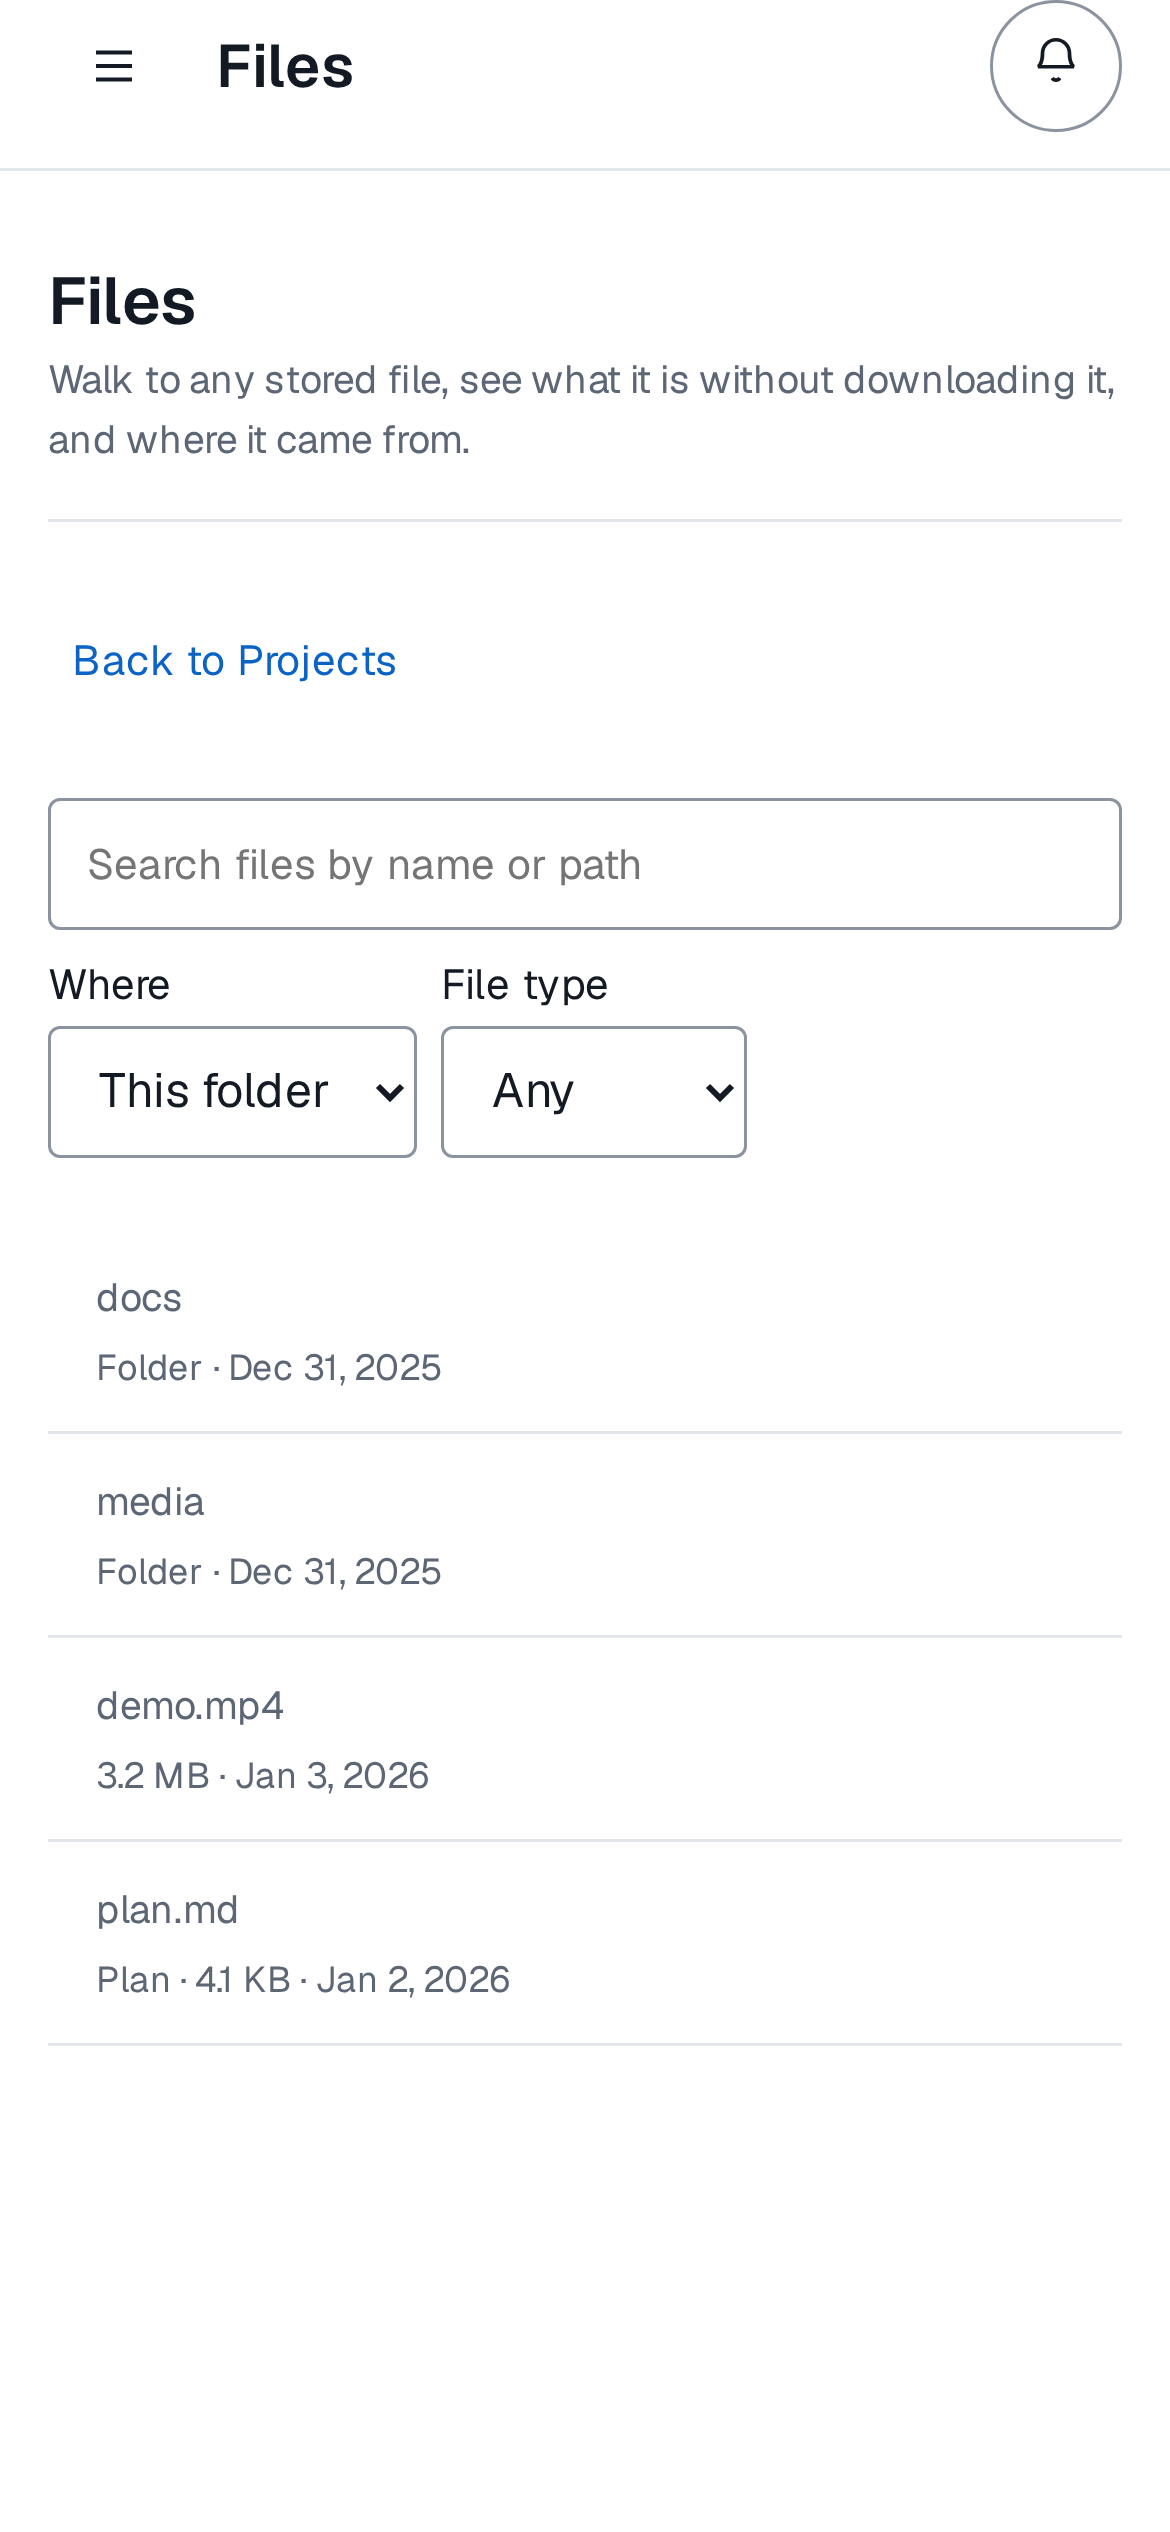 Files
Files
Walk to any stored file, see what it is without downloading it,
and where it came from.
Back to Projects
Search files by name or path
Where
File type
This folder
Any
docs
Folder · Dec 31, 2025
media
Folder · Dec 31, 2025
demo.mp4
3.2 MB · Jan 3, 2026
plan.md
Plan · 4.1 KB · Jan 2, 2026